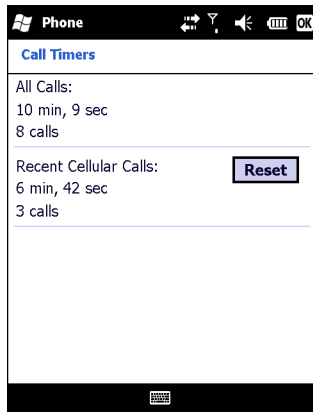 Phone
OK
Call Timers
All Calls:
10 min, 9 sec
8 calls
Recent Cellular Calls:
Reset
6 min, 42 sec
3 calls